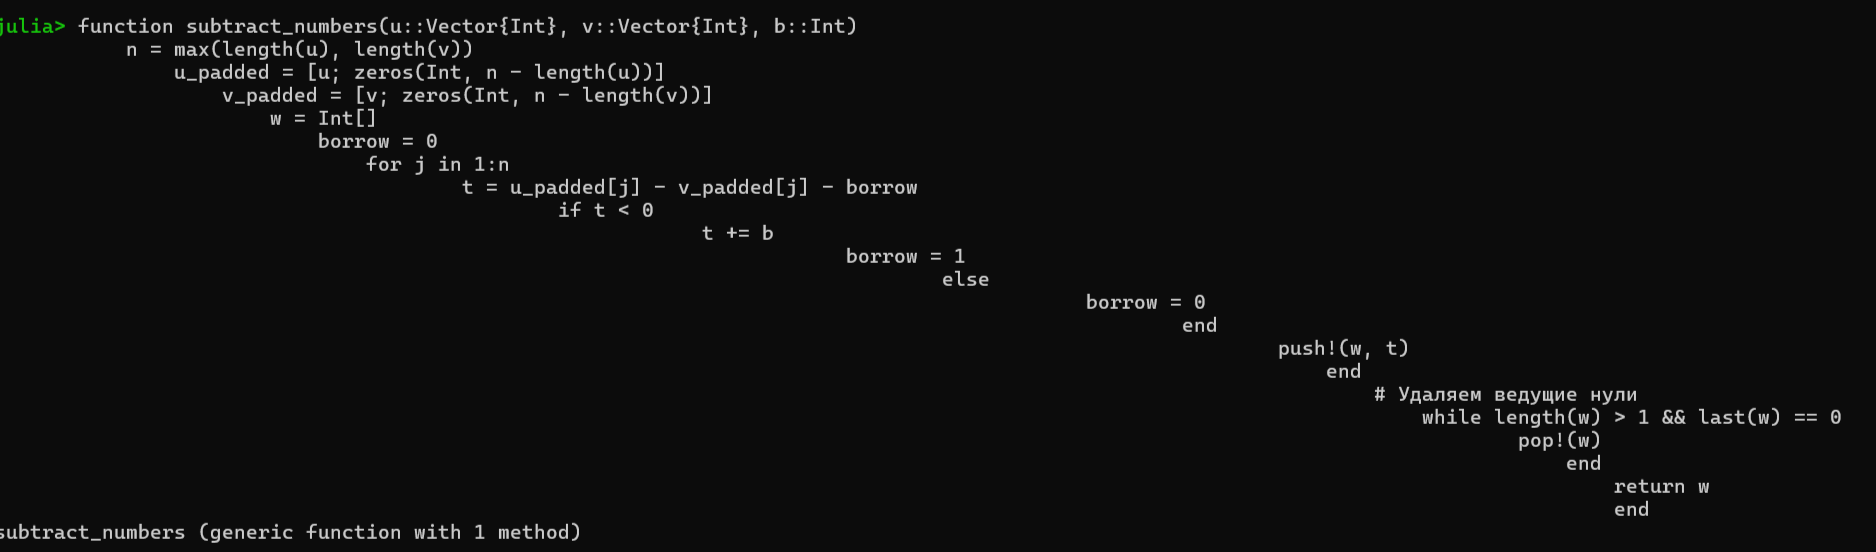 julia> function subtract_numbers(u::Vector{Int}, v::Vector{Int}, b::Int)
n = max(length(u), length(v))
u_padded = [u; zeros(Int, n - length(u))]
v_padded = [v; zeros(Int, n - length(v))]
w = Int[]
borrow = 0
for j in 1:n
t = u_padded[j] - v_padded[j] - borrow
if t < 0
t += b
borrow = 1
else
borrow = 0
end
push!(w, t)
end
# Удаляем ведущие нули
while length(w) > 1 && last(w) == 0
pop!(w)
end
return w
end
subtract_numbers (generic function with 1 method)